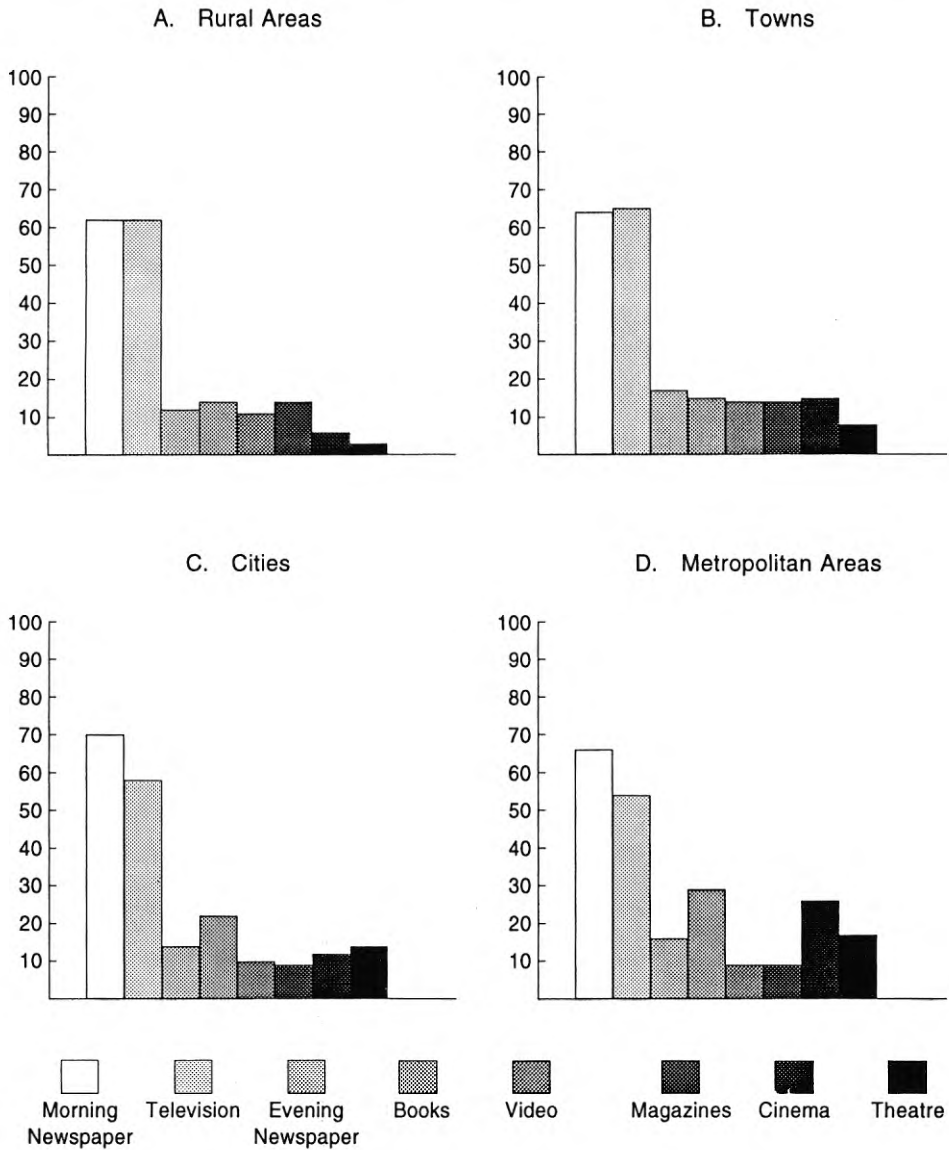 A. Rural Areas
B. Towns
100
90
80
70
60
50
40
30
20
10
100
90
80
70
60
50
40
30
20
10
C. Cities
D. Metropolitan Areas
100
90
80
70
60
50
40
30
20
10
100
90
80
70
60
50
40
30
20
10
Morning
Newspaper
Television
Evening
Newspaper
Books
Video
Magazines
Cinema
Theatre